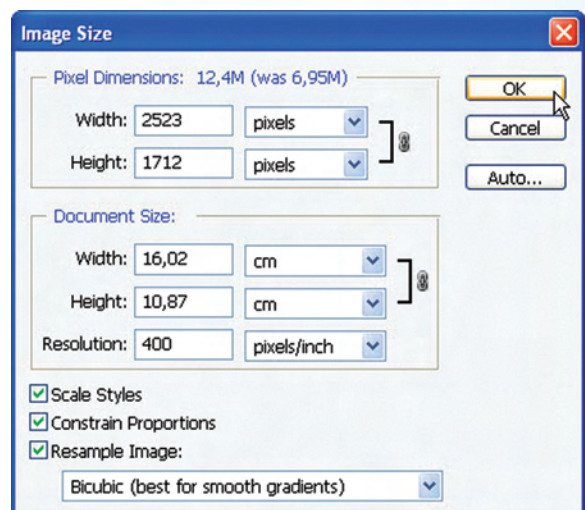 Image Size
Pixel Dimensions: 12,4M (was 6,95M)
Width: 2523 pixels
Height: 1712 pixels
OK
Cancel
Auto...
Document Size:
Width: 16,02 cm
Height: 10,87 cm
Resolution: 400 pixels/inch
Scale Styles
Constrain Proportions
Resample Image:
Bicubic (best for smooth gradients)